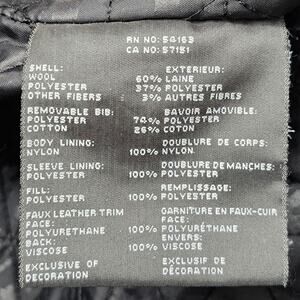 RN NO: 54163
CA NO: 57151
SHELL: EXTERIEUR:
WOOL 60% LAINE
POLYESTER 37% POLYESTER
OTHER FIBERS 3% AUTRES FIBRES
REMOVABLE BIB: BAVOIR AMOVIBLE:
POLYESTER 74% POLYESTER
COTTON 26% COTON
BODY LINING: DOUBLURE DE CORPS:
NYLON 100% NYLON
SLEEVE LINING: DOUBLURE DE MANCHES:
POLYESTER 100% POLYESTER
FILL: REMPLISSAGE:
POLYESTER 100% POLYESTER
FAUX LEATHER TRIM GARNITURE EN FAUX-CUIR
FACE: FACE:
POLYURETHANE 100% POLYURÉTHANE
BACK: ENVERS:
VISCOSE 100% VISCOSE
EXCLUSIVE OF EXCLUSIF DE
DECORATION DÉCORATION